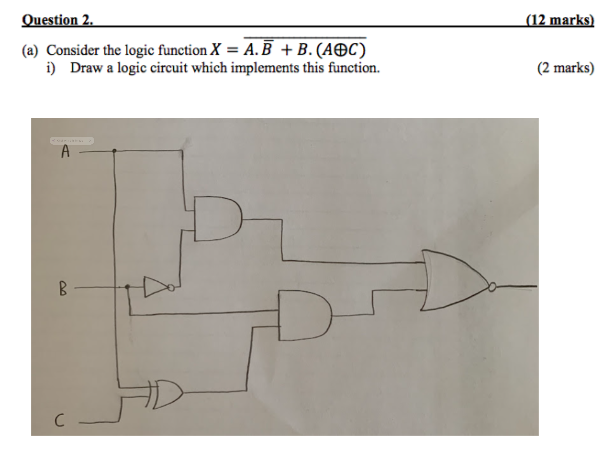 Question 2. (12 marks)
(a) Consider the logic function X = \overline{A.\overline{B} + B.(A⊕C)}
i) Draw a logic circuit which implements this function. (2 marks)
A
B
C